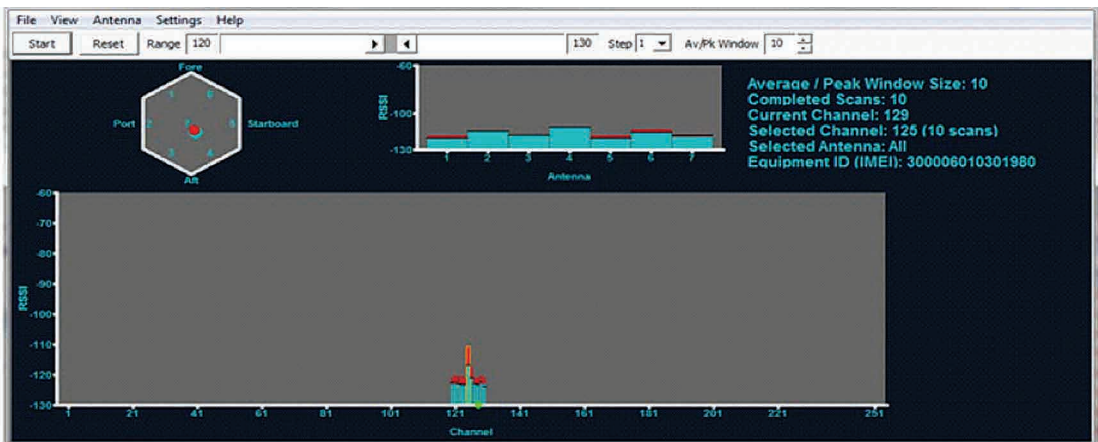 File View Antenna Settings Help
Start Reset Range 120 130 Step 1 Av/Pk Window 10
Fore
1 6
Port 2 7 5 Starboard
3 4
Aft
-60
-100
-130
RSSI
1 2 3 4 5 6 7
Antenna
Average / Peak Window Size: 10
Completed Scans: 10
Current Channel: 129
Selected Channel: 125 (10 scans)
Selected Antenna: All
Equipment ID (IMEI): 300006010301980
-60
-70
-80
-90
-100
-110
-120
-130
RSSI
1 21 41 61 81 101 121 141 161 181 201 221 251
Channel